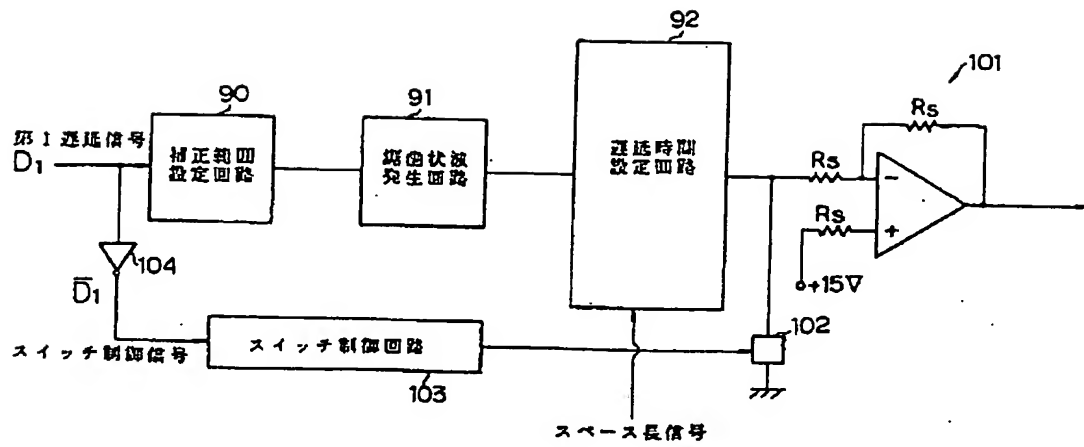 92
101
90
91
Rs
第1遅延信号
D₁
補正範囲
設定回路
鋸歯状波
発生回路
遅延時間
設定回路
Rs
−
Rs
+
+15V
104
D̅₁
102
スイッチ制御信号
スイッチ制御回路
103
スペース長信号